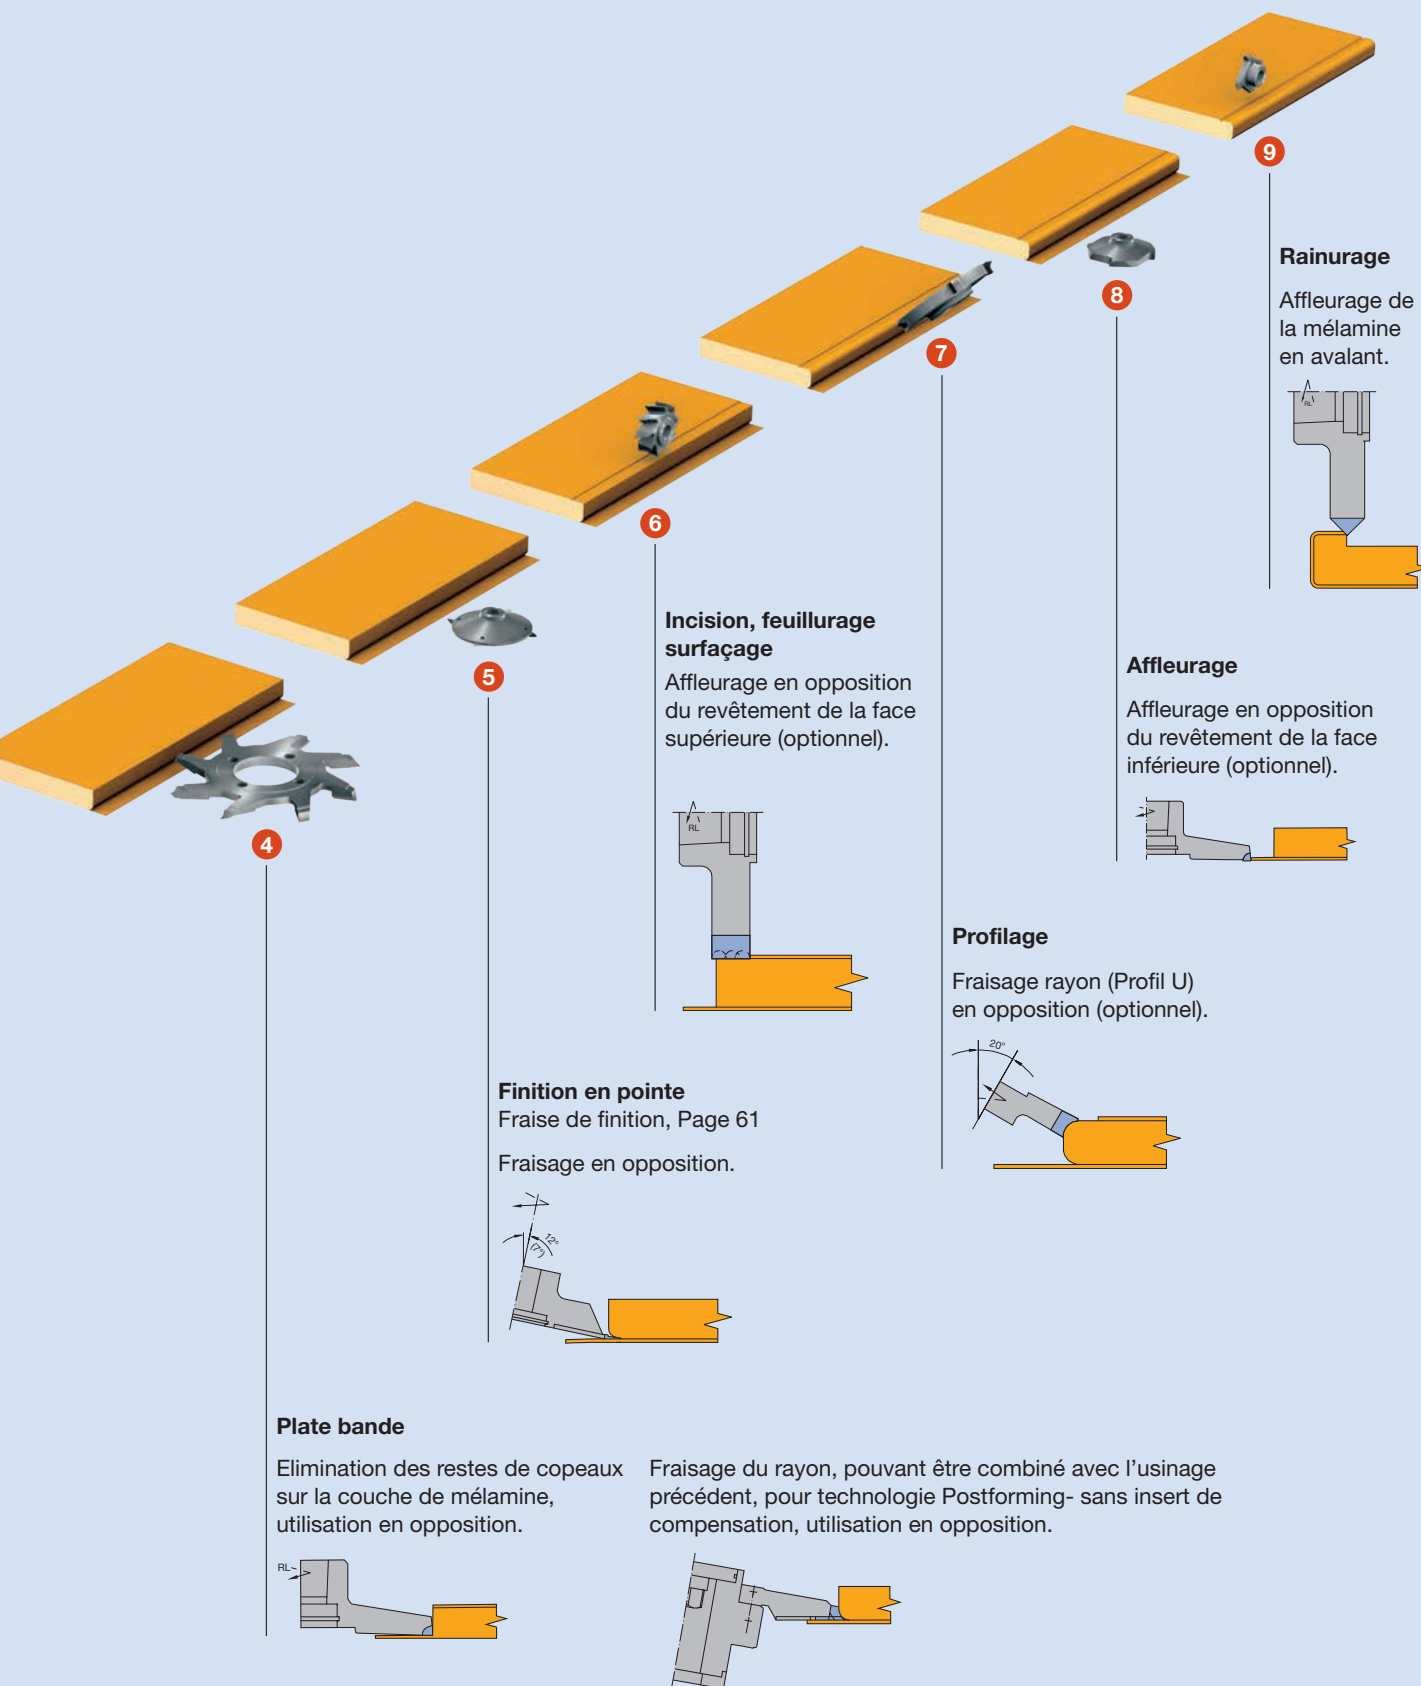 9
Rainurage
Affleurage de
la mélamine
en avalant.
RL
8
Affleurage
Affleurage en opposition
du revêtement de la face
inférieure (optionnel).
7
Profilage
Fraisage rayon (Profil U)
en opposition (optionnel).
20°
6
Incision, feuillurage
surfaçage
Affleurage en opposition
du revêtement de la face
supérieure (optionnel).
RL
5
Finition en pointe
Fraise de finition, Page 61
Fraisage en opposition.
12°
(7°)
4
Plate bande
Elimination des restes de copeaux
sur la couche de mélamine,
utilisation en opposition.
RL
Fraisage du rayon, pouvant être combiné avec l’usinage
précédent, pour technologie Postforming- sans insert de
compensation, utilisation en opposition.